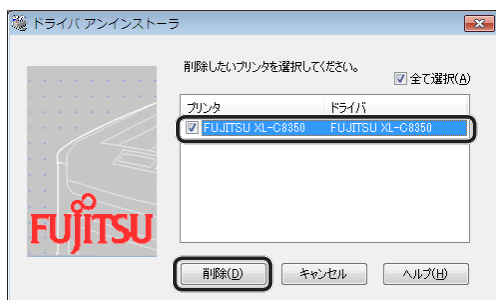 ドライバ アンインストーラ
削除したいプリンタを選択してください。
全て選択(A)
プリンタ ドライバ
FUJITSU XL-C8350 FUJITSU XL-C8350
FUJITSU
削除(D) キャンセル ヘルプ(H)